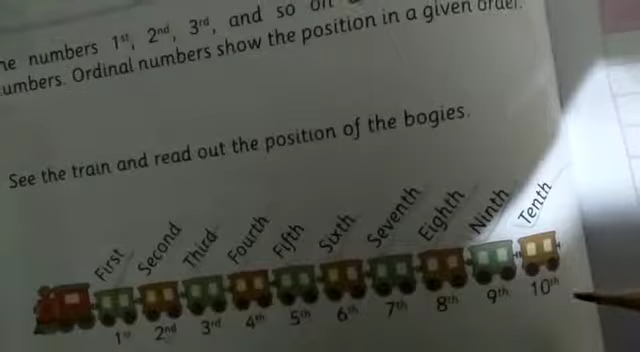 numbers 1st, 2nd, 3rd, and so on
umbers. Ordinal numbers show the position in a given order.
See the train and read out the position of the bogies.
First Second Third Fourth Fifth Sixth Seventh Eighth Ninth Tenth
1st 2nd 3rd 4th 5th 6th 7th 8th 9th 10th